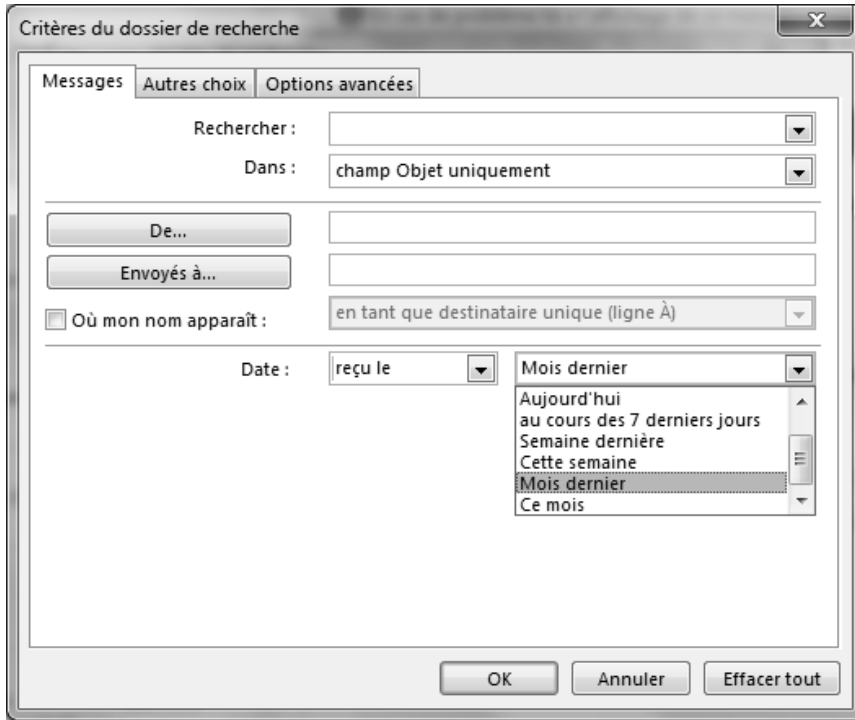 Critères du dossier de recherche
Messages
Autres choix
Options avancées
Rechercher :
Dans :
champ Objet uniquement
De...
Envoyés à...
Où mon nom apparaît :
en tant que destinataire unique (ligne À)
Date :
reçu le
Mois dernier
Aujourd'hui
au cours des 7 derniers jours
Semaine dernière
Cette semaine
Mois dernier
Ce mois
OK
Annuler
Effacer tout